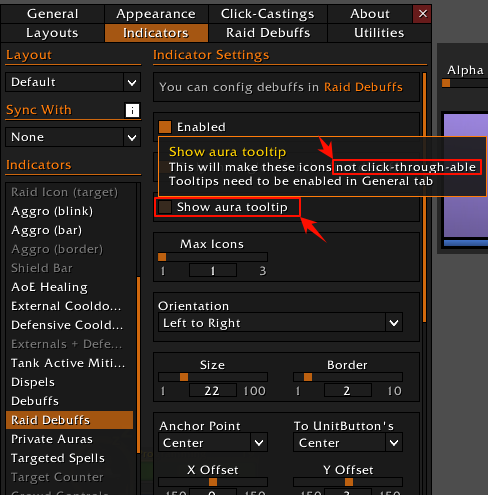 General
Appearance
Click-Castings
About
Layouts
Indicators
Raid Debuffs
Utilities
Layout
Default
Sync With
None
Indicators
Raid Icon (target)
Aggro (blink)
Aggro (bar)
Aggro (border)
Shield Bar
AoE Healing
External Cooldo...
Defensive Coold...
Externals + Defe...
Tank Active Miti...
Dispels
Debuffs
Raid Debuffs
Private Auras
Targeted Spells
Target Counter
Crowd Controls
Indicator Settings
You can config debuffs in Raid Debuffs
Enabled
Show aura tooltip
This will make these icons not click-through-able
Tooltips need to be enabled in General tab
Show aura tooltip
Max Icons
1 1 3
Orientation
Left to Right
Size
1 22 100
Border
1 2 10
Anchor Point
Center
To UnitButton's
Center
X Offset
Y Offset
Alpha